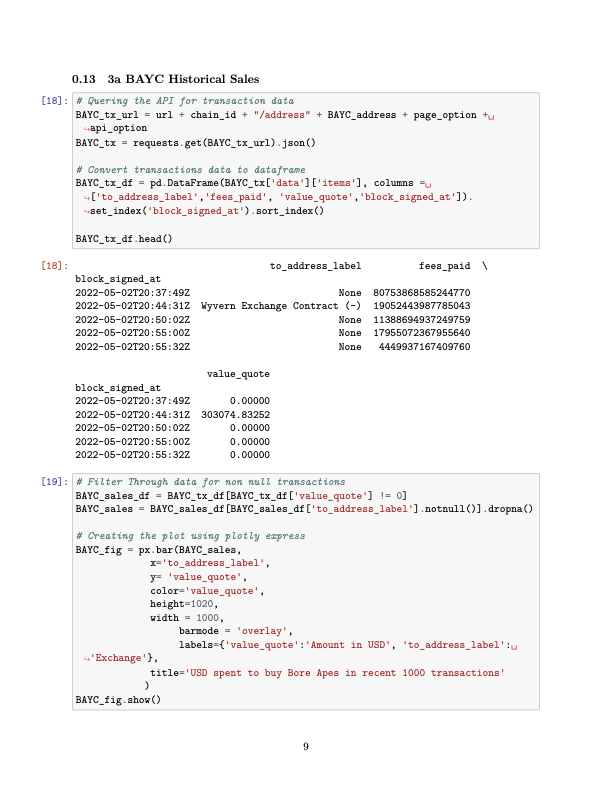 0.13 3a BAYC Historical Sales
[18]: # Quering the API for transaction data
BAYC_tx_url = url + chain_id + "/address" + BAYC_address + page_option +␣
↪api_option
BAYC_tx = requests.get(BAYC_tx_url).json()
# Convert transactions data to dataframe
BAYC_tx_df = pd.DataFrame(BAYC_tx['data']['items'], columns =␣
↪['to_address_label','fees_paid', 'value_quote','block_signed_at']).
↪set_index('block_signed_at').sort_index()
BAYC_tx_df.head()
[18]: to_address_label fees_paid \
block_signed_at
2022-05-02T20:37:49Z None 80753868585244770
2022-05-02T20:44:31Z Wyvern Exchange Contract (-) 19052443987785043
2022-05-02T20:50:02Z None 11388694937249759
2022-05-02T20:55:00Z None 17955072367955640
2022-05-02T20:55:32Z None 4449937167409760
value_quote
block_signed_at
2022-05-02T20:37:49Z 0.00000
2022-05-02T20:44:31Z 303074.83252
2022-05-02T20:50:02Z 0.00000
2022-05-02T20:55:00Z 0.00000
2022-05-02T20:55:32Z 0.00000
[19]: # Filter Through data for non null transactions
BAYC_sales_df = BAYC_tx_df[BAYC_tx_df['value_quote'] != 0]
BAYC_sales = BAYC_sales_df[BAYC_sales_df['to_address_label'].notnull()].dropna()
# Creating the plot using plotly express
BAYC_fig = px.bar(BAYC_sales,
x='to_address_label',
y= 'value_quote',
color='value_quote',
height=1020,
width = 1000,
barmode = 'overlay',
labels={'value_quote':'Amount in USD', 'to_address_label':␣
↪'Exchange'},
title='USD spent to buy Bore Apes in recent 1000 transactions'
)
BAYC_fig.show()
9